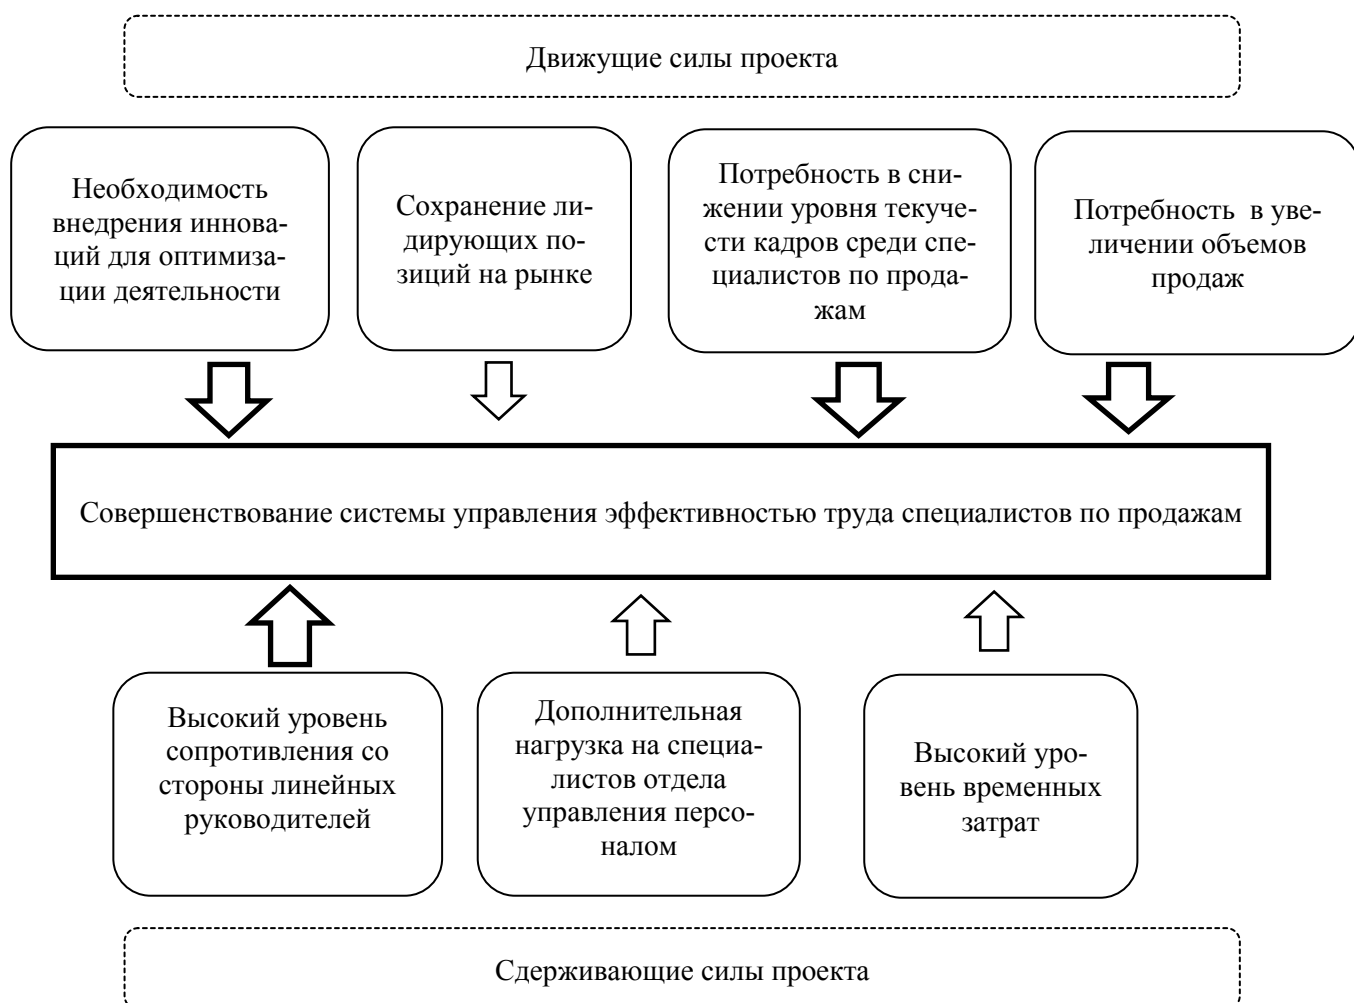 Движущие силы проекта
Необходимость
внедрения иннова-
ций для оптимиза-
ции деятельности
Сохранение ли-
дирующих по-
зиций на рынке
Потребность в сни-
жении уровня текуче-
сти кадров среди спе-
циалистов по прода-
жам
Потребность  в уве-
личении объемов
продаж
Совершенствование системы управления эффективностью труда специалистов по продажам
Высокий уровень
сопротивления со
стороны линейных
руководителей
Дополнительная
нагрузка на специа-
листов отдела
управления персо-
налом
Высокий уро-
вень временных
затрат
Сдерживающие силы проекта